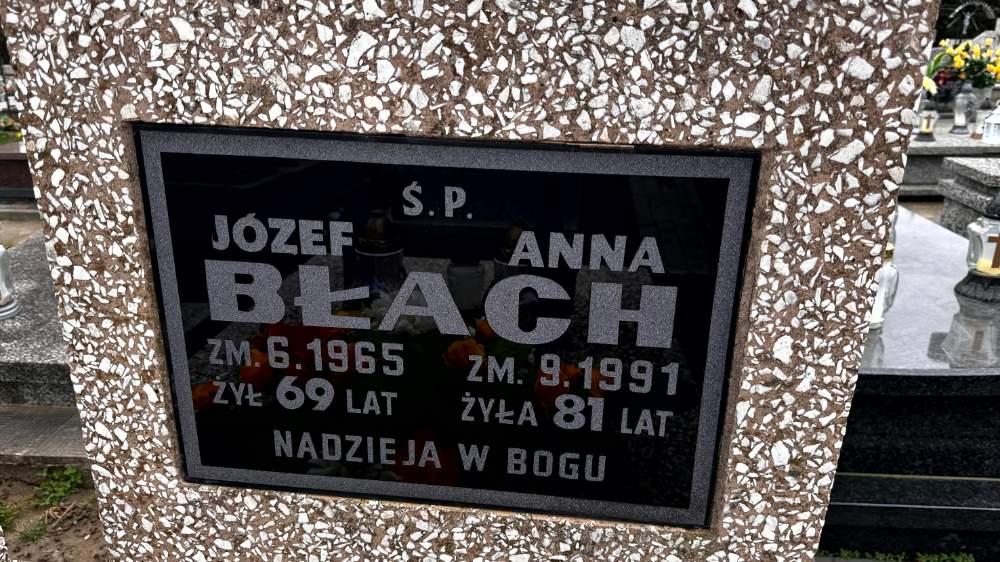 Ś.P.
JÓZEF ANNA
BŁACH
ZM. 6.1965 ZM. 9.1991
ŻYŁ 69 LAT ŻYŁA 81 LAT
NADZIEJA W BOGU